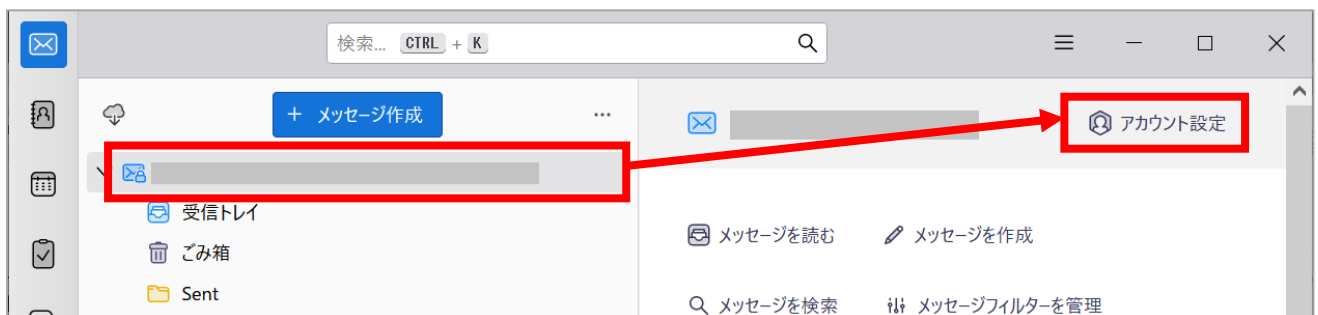 検索... CTRL + K
+ メッセージ作成 ...
アカウント設定
受信トレイ
ごみ箱
Sent
メッセージを読む メッセージを作成
メッセージを検索 メッセージフィルターを管理